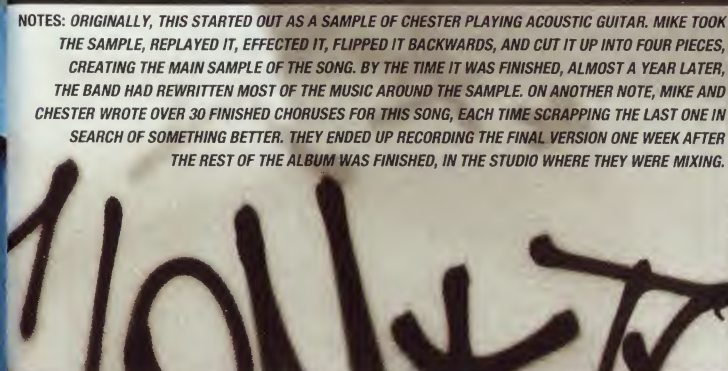 NOTES: ORIGINALLY, THIS STARTED OUT AS A SAMPLE OF CHESTER PLAYING ACOUSTIC GUITAR. MIKE TOOK
THE SAMPLE, REPLAYED IT, EFFECTED IT, FLIPPED IT BACKWARDS, AND CUT IT UP INTO FOUR PIECES,
CREATING THE MAIN SAMPLE OF THE SONG. BY THE TIME IT WAS FINISHED, ALMOST A YEAR LATER,
THE BAND HAD REWRITTEN MOST OF THE MUSIC AROUND THE SAMPLE. ON ANOTHER NOTE, MIKE AND
CHESTER WROTE OVER 30 FINISHED CHORUSES FOR THIS SONG, EACH TIME SCRAPPING THE LAST ONE IN
SEARCH OF SOMETHING BETTER. THEY ENDED UP RECORDING THE FINAL VERSION ONE WEEK AFTER
THE REST OF THE ALBUM WAS FINISHED, IN THE STUDIO WHERE THEY WERE MIXING.